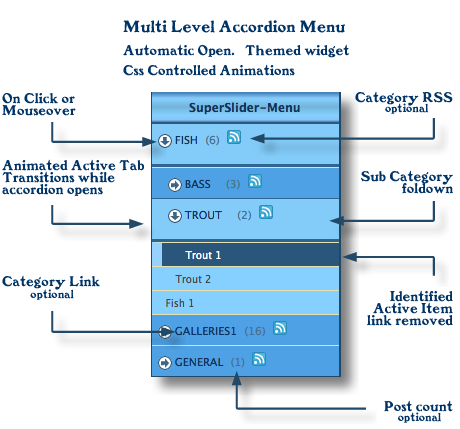 Multi Level Accordion Menu
Automatic Open. Themed widget
Css Controlled Animations
On Click or
Mouseover
Animated Active Tab
Transitions while
accordion opens
Category Link
optional
SuperSlider-Menu
FISH (6)
BASS (3)
TROUT (2)
Trout 1
Trout 2
Fish 1
GALLERIES1 (16)
GENERAL (1)
Category RSS
optional
Sub Category
foldown
Identified
Active Item
link removed
Post count
optional